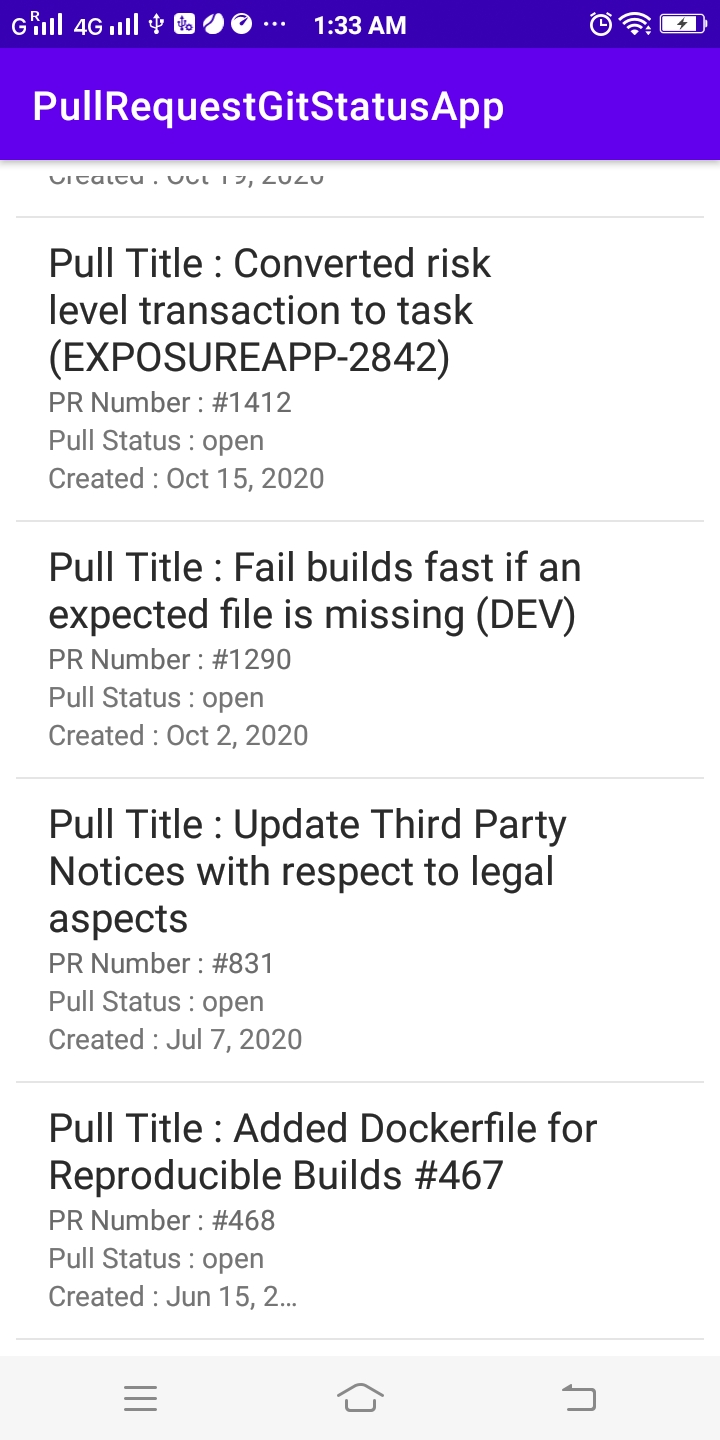 G R 4G ... 1:33 AM
PullRequestGitStatusApp
Created : Oct 19, 2020
Pull Title : Converted risk
level transaction to task
(EXPOSUREAPP-2842)
PR Number : #1412
Pull Status : open
Created : Oct 15, 2020
Pull Title : Fail builds fast if an
expected file is missing (DEV)
PR Number : #1290
Pull Status : open
Created : Oct 2, 2020
Pull Title : Update Third Party
Notices with respect to legal
aspects
PR Number : #831
Pull Status : open
Created : Jul 7, 2020
Pull Title : Added Dockerfile for
Reproducible Builds #467
PR Number : #468
Pull Status : open
Created : Jun 15, 2...